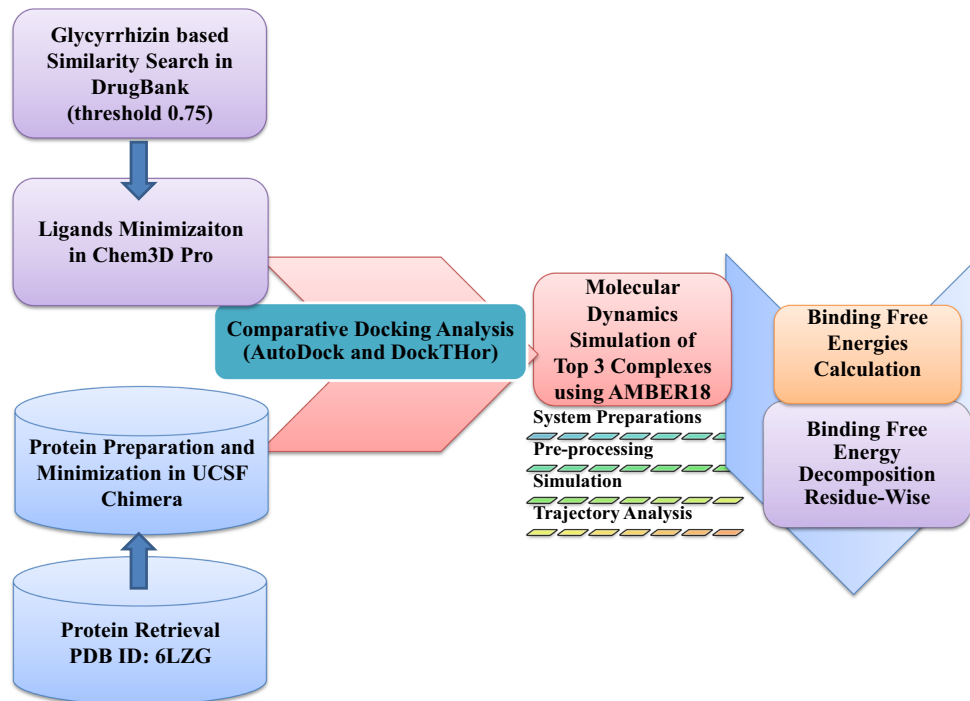 Glycyrrhizin based
Similarity Search in
DrugBank
(threshold 0.75)
Ligands Minimizaiton
in Chem3D Pro
Comparative Docking Analysis
(AutoDock and DockTHor)
Protein Preparation and
Minimization in UCSF
Chimera
Protein Retrieval
PDB ID: 6LZG
Molecular
Dynamics
Simulation of
Top 3 Complexes
using AMBER18
System Preparations
Pre-processing
Simulation
Trajectory Analysis
Binding Free
Energies
Calculation
Binding Free
Energy
Decomposition
Residue-Wise